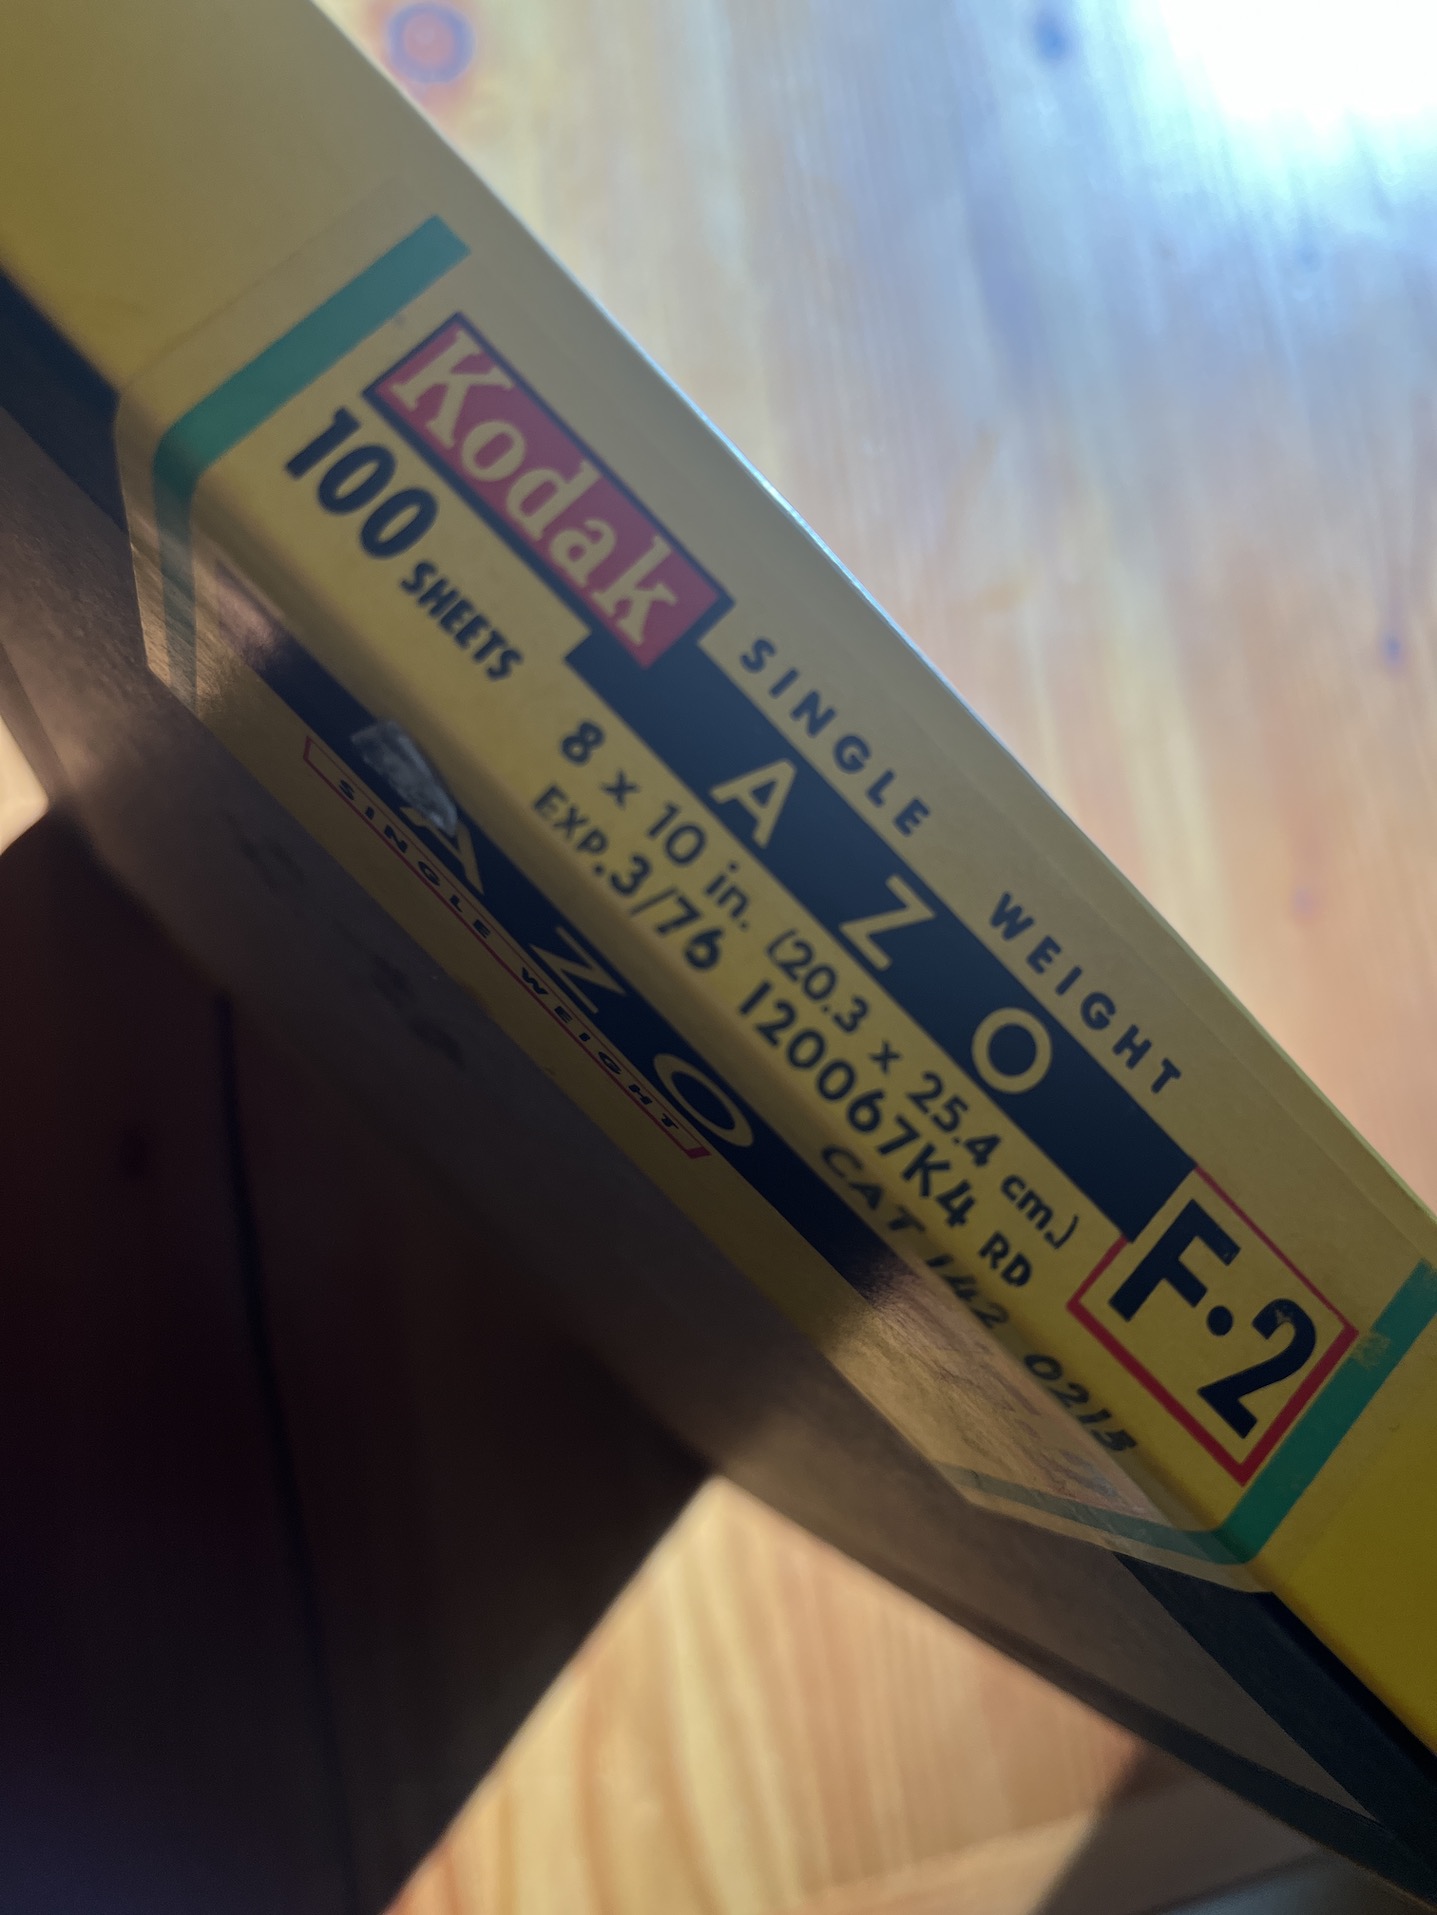 Kodak
SINGLE WEIGHT
AZO
F·2
100 SHEETS
8 x 10 in. (20.3 x 25.4 cm.)
EXP.3/76 120067K4 RD
CAT 142 0215
AZO
SINGLE WEIGHT